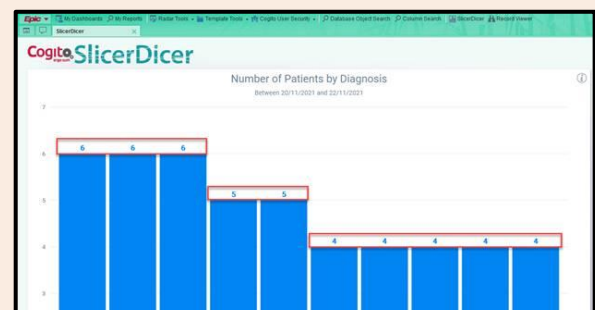 Epic My Dashboards My Reports Radar Tools Template Tools Cogito User Security Database Object Search Column Search SlicerDicer Record Viewer
SlicerDicer ×
Cogito SlicerDicer
Number of Patients by Diagnosis
Between 20/11/2021 and 22/11/2021
7
6
6 6 6
5
5 5
4
4 4 4 4 4
3